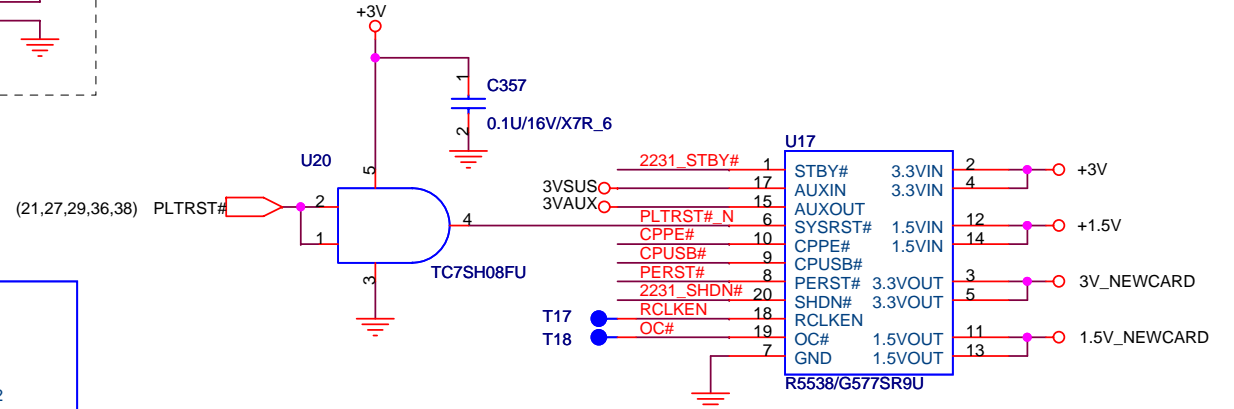 +3V
C357
1
2
0.1U/16V/X7R_6
U20
5
(21,27,29,36,38) PLTRST#
2
1
4
3
TC7SH08FU
U17
2231_STBY# 1 STBY# 3.3VIN 2 +3V
3VSUS 17 AUXIN 3.3VIN 4
3VAUX 15 AUXOUT
PLTRST#_N 6 SYSRST# 1.5VIN 12 +1.5V
CPPE# 10 CPPE# 1.5VIN 14
CPUSB# 9 CPUSB#
PERST# 8 PERST# 3.3VOUT 3 3V_NEWCARD
2231_SHDN# 20 SHDN# 3.3VOUT 5
T17 RCLKEN 18 RCLKEN
T18 OC# 19 OC# 1.5VOUT 11 1.5V_NEWCARD
7 GND 1.5VOUT 13
R5538/G577SR9U